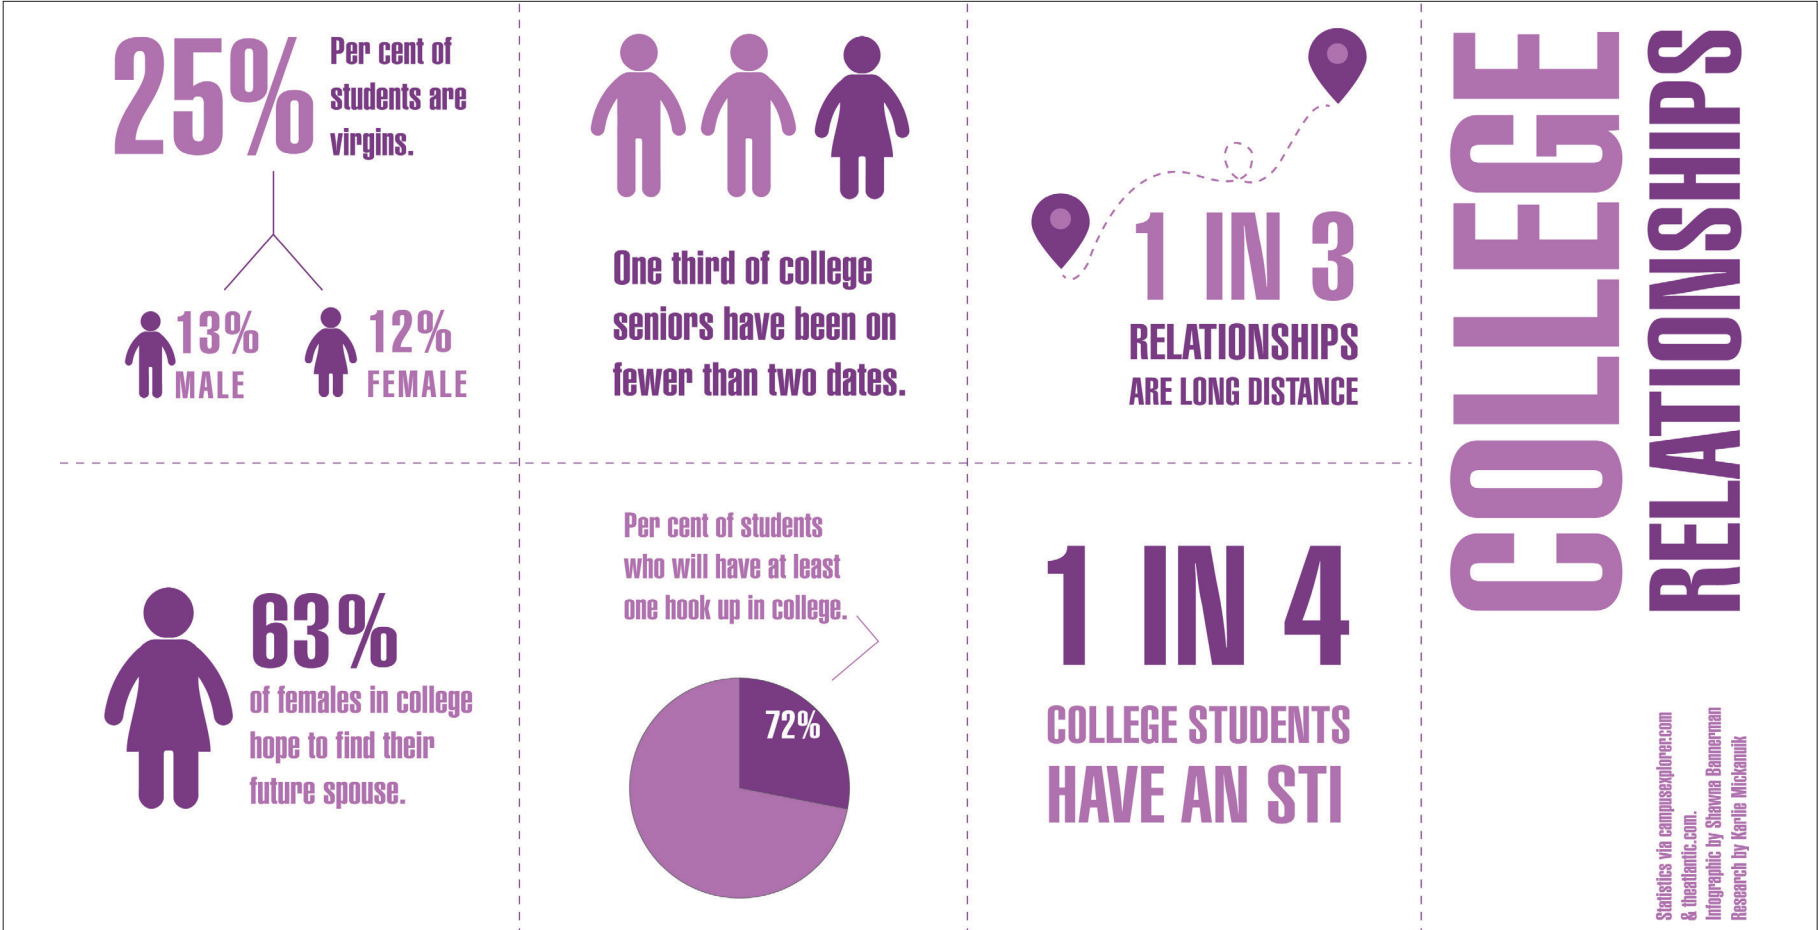 25%
Per cent of
students are
virgins.
13%
MALE
12%
FEMALE
One third of college
seniors have been on
fewer than two dates.
1 IN 3
RELATIONSHIPS
ARE LONG DISTANCE
63%
of females in college
hope to find their
future spouse.
Per cent of students
who will have at least
one hook up in college.
72%
1 IN 4
COLLEGE STUDENTS
HAVE AN STI
COLLEGE
RELATIONSHIPS
Statistics via campusexplorer.com
& theatlantic.com.
Infographic by Shawna Bannerman
Research by Karlie Mickanuik